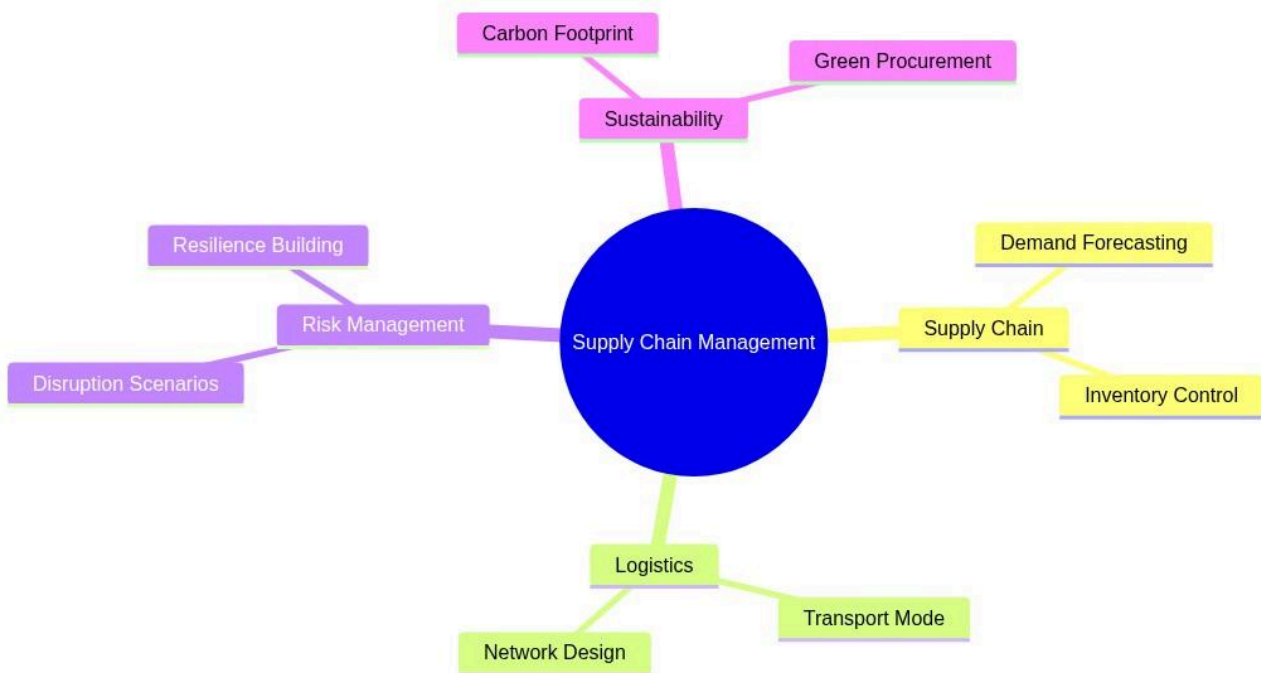 Carbon Footprint
Green Procurement
Sustainability
Resilience Building
Demand Forecasting
Risk Management
Supply Chain Management
Supply Chain
Disruption Scenarios
Inventory Control
Logistics
Transport Mode
Network Design